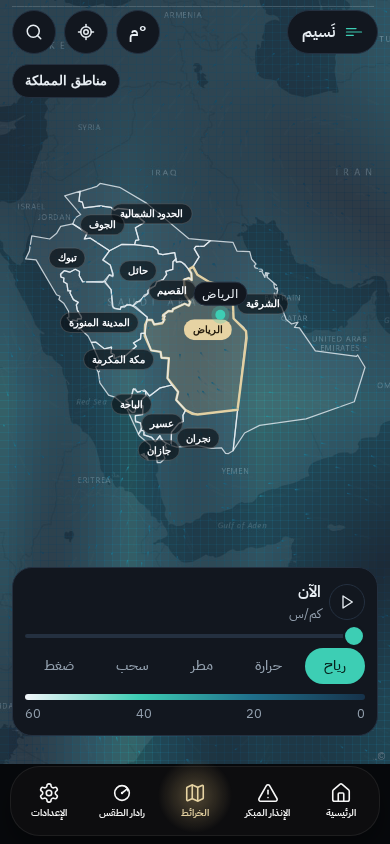 نَسيم
°م
مناطق المملكة
ARMENIA
SYRIA
IRAQ
IRAN
ISRAEL
JORDAN
الحدود الشمالية
الجوف
تبوك
حائل
القصيم
الرياض
الشرقية
المدينة المنورة
الرياض
QATAR
UNITED ARAB
EMIRATES
مكة المكرمة
Red Sea
الباحة
عسير
نجران
جازان
YEMEN
ERITREA
Gulf of Aden
الآن
كم/س
رياح
حرارة
مطر
سحب
ضغط
0
20
40
60
©
الرئيسية
الإنذار المبكر
الخرائط
رادار الطقس
الإعدادات